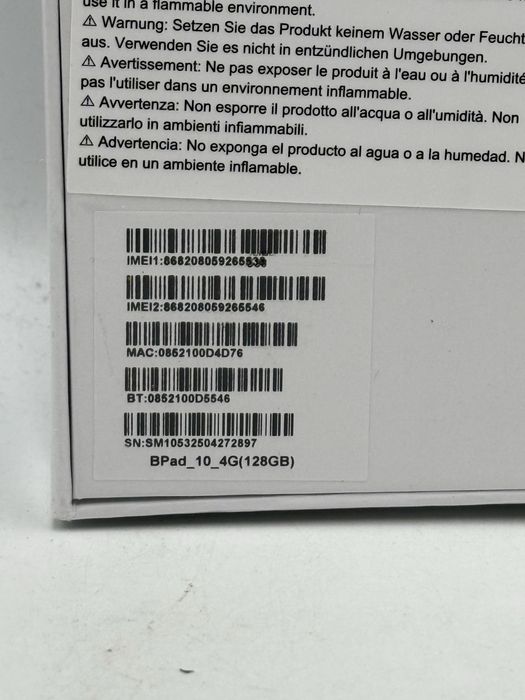 use it in a flammable environment.
⚠ Warnung: Setzen Sie das Produkt keinem Wasser oder Feucht
aus. Verwenden Sie es nicht in entzündlichen Umgebungen.
⚠ Avertissement: Ne pas exposer le produit à l'eau ou à l'humidité
pas l'utiliser dans un environnement inflammable.
⚠ Avvertenza: Non esporre il prodotto all'acqua o all'umidità. Non
utilizzarlo in ambienti infiammabili.
⚠ Advertencia: No exponga el producto al agua o a la humedad. N
utilice en un ambiente inflamable.
IMEI2:868208059265546
MAC:0852100D4D76
BT:0852100D5546
SN:SM10532504272897
BPad_10_4G(128GB)